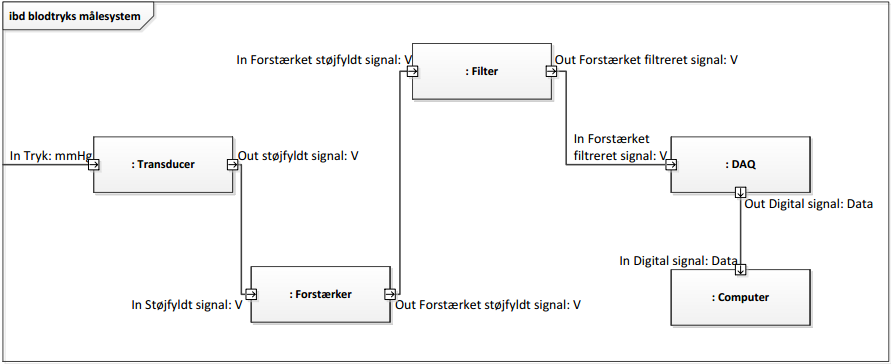 ibd blodtryks målesystem
In Forstærket støjfyldt signal: V
: Filter
Out Forstærket filtreret signal: V
In Tryk: mmHg
: Transducer
Out støjfyldt signal: V
In Forstærket
filtreret signal: V
: DAQ
Out Digital signal: Data
In Støjfyldt signal: V
: Forstærker
Out Forstærket støjfyldt signal: V
In Digital signal: Data
: Computer